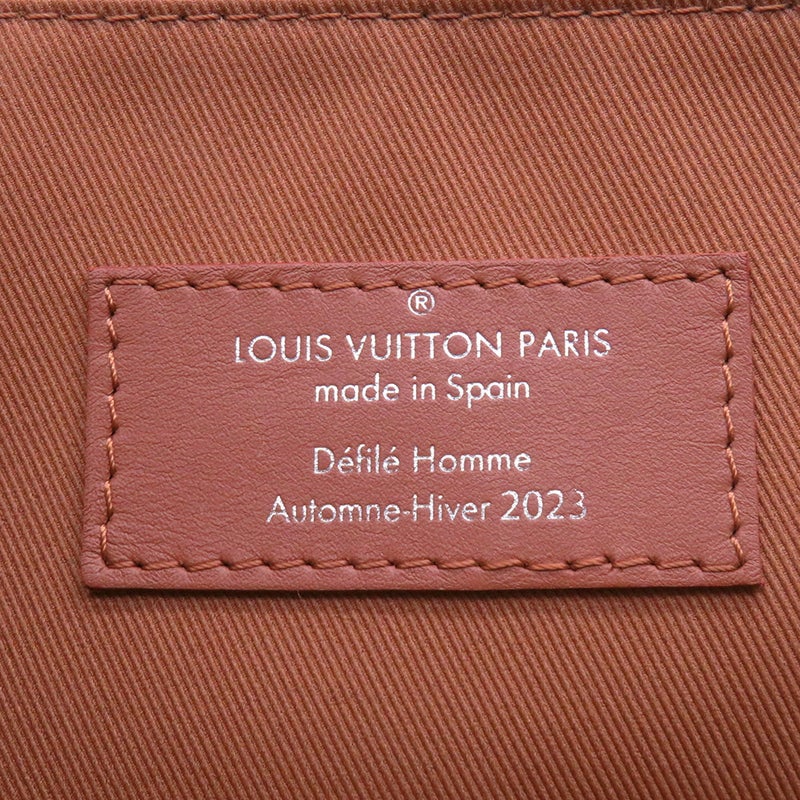 ®
LOUIS VUITTON PARIS
made in Spain
Défilé Homme
Automne-Hiver 2023